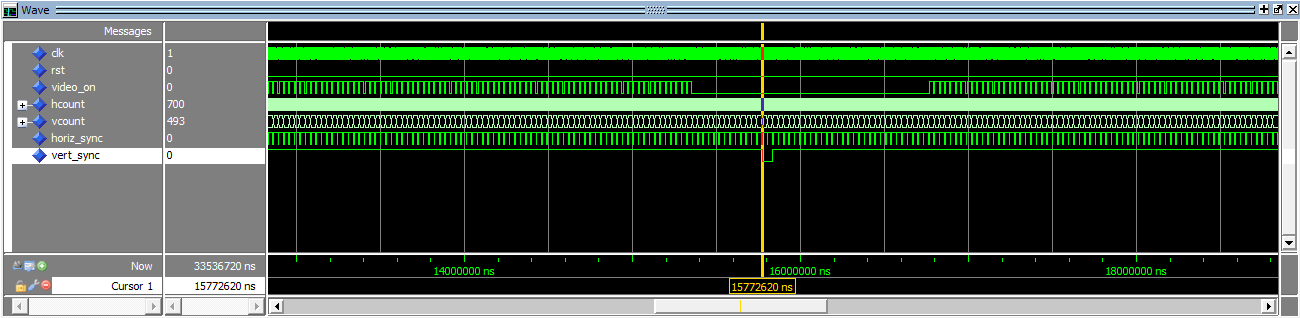 Wave
Messages
clk 1
rst 0
video_on 0
hcount 700
vcount 493
horiz_sync 0
vert_sync 0
Now 33536720 ns 14000000 ns 16000000 ns 18000000 ns
Cursor 1 15772620 ns 15772620 ns